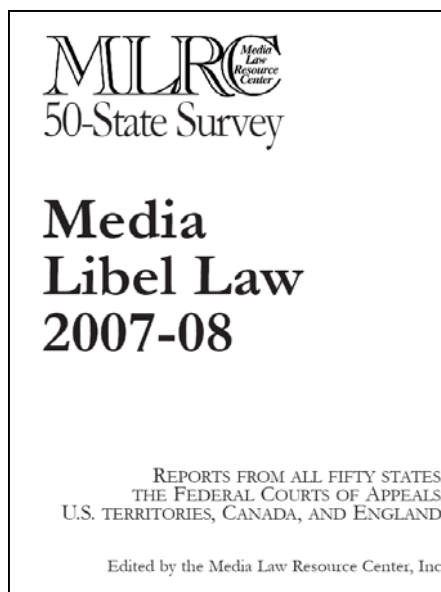 MLRC
Media
Law
Resource
Center
50-State Survey
Media
Libel Law
2007-08
REPORTS FROM ALL FIFTY STATES
THE FEDERAL COURTS OF APPEALS
U.S. TERRITORIES, CANADA, AND ENGLAND
Edited by the Media Law Resource Center, Inc